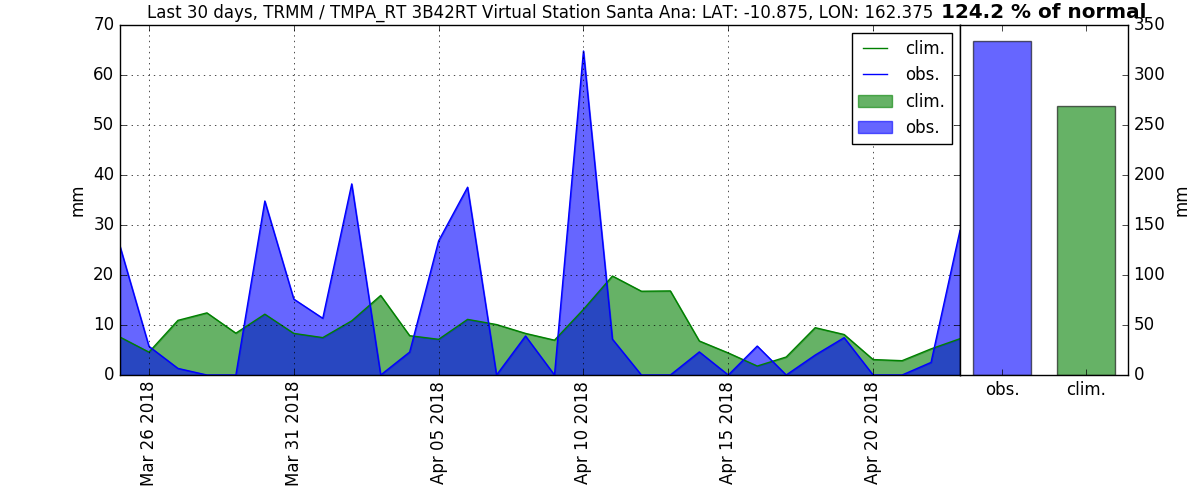 Last 30 days, TRMM / TMPA_RT 3B42RT Virtual Station Santa Ana: LAT: -10.875, LON: 162.375 124.2 % of normal
70
60
50
40
30
20
10
0
mm
clim.
obs.
clim.
obs.
350
300
250
200
150
100
50
0
mm
Mar 26 2018
Mar 31 2018
Apr 05 2018
Apr 10 2018
Apr 15 2018
Apr 20 2018
obs.
clim.